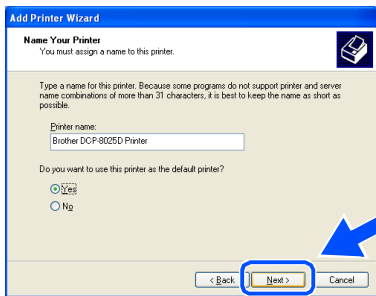 Add Printer Wizard
Name Your Printer
You must assign a name to this printer.
Type a name for this printer. Because some programs do not support printer and server
name combinations of more than 31 characters, it is best to keep the name as short as
possible.
Printer name:
Brother DCP-8025D Printer
Do you want to use this printer as the default printer?
Yes
No
< Back
Next >
Cancel